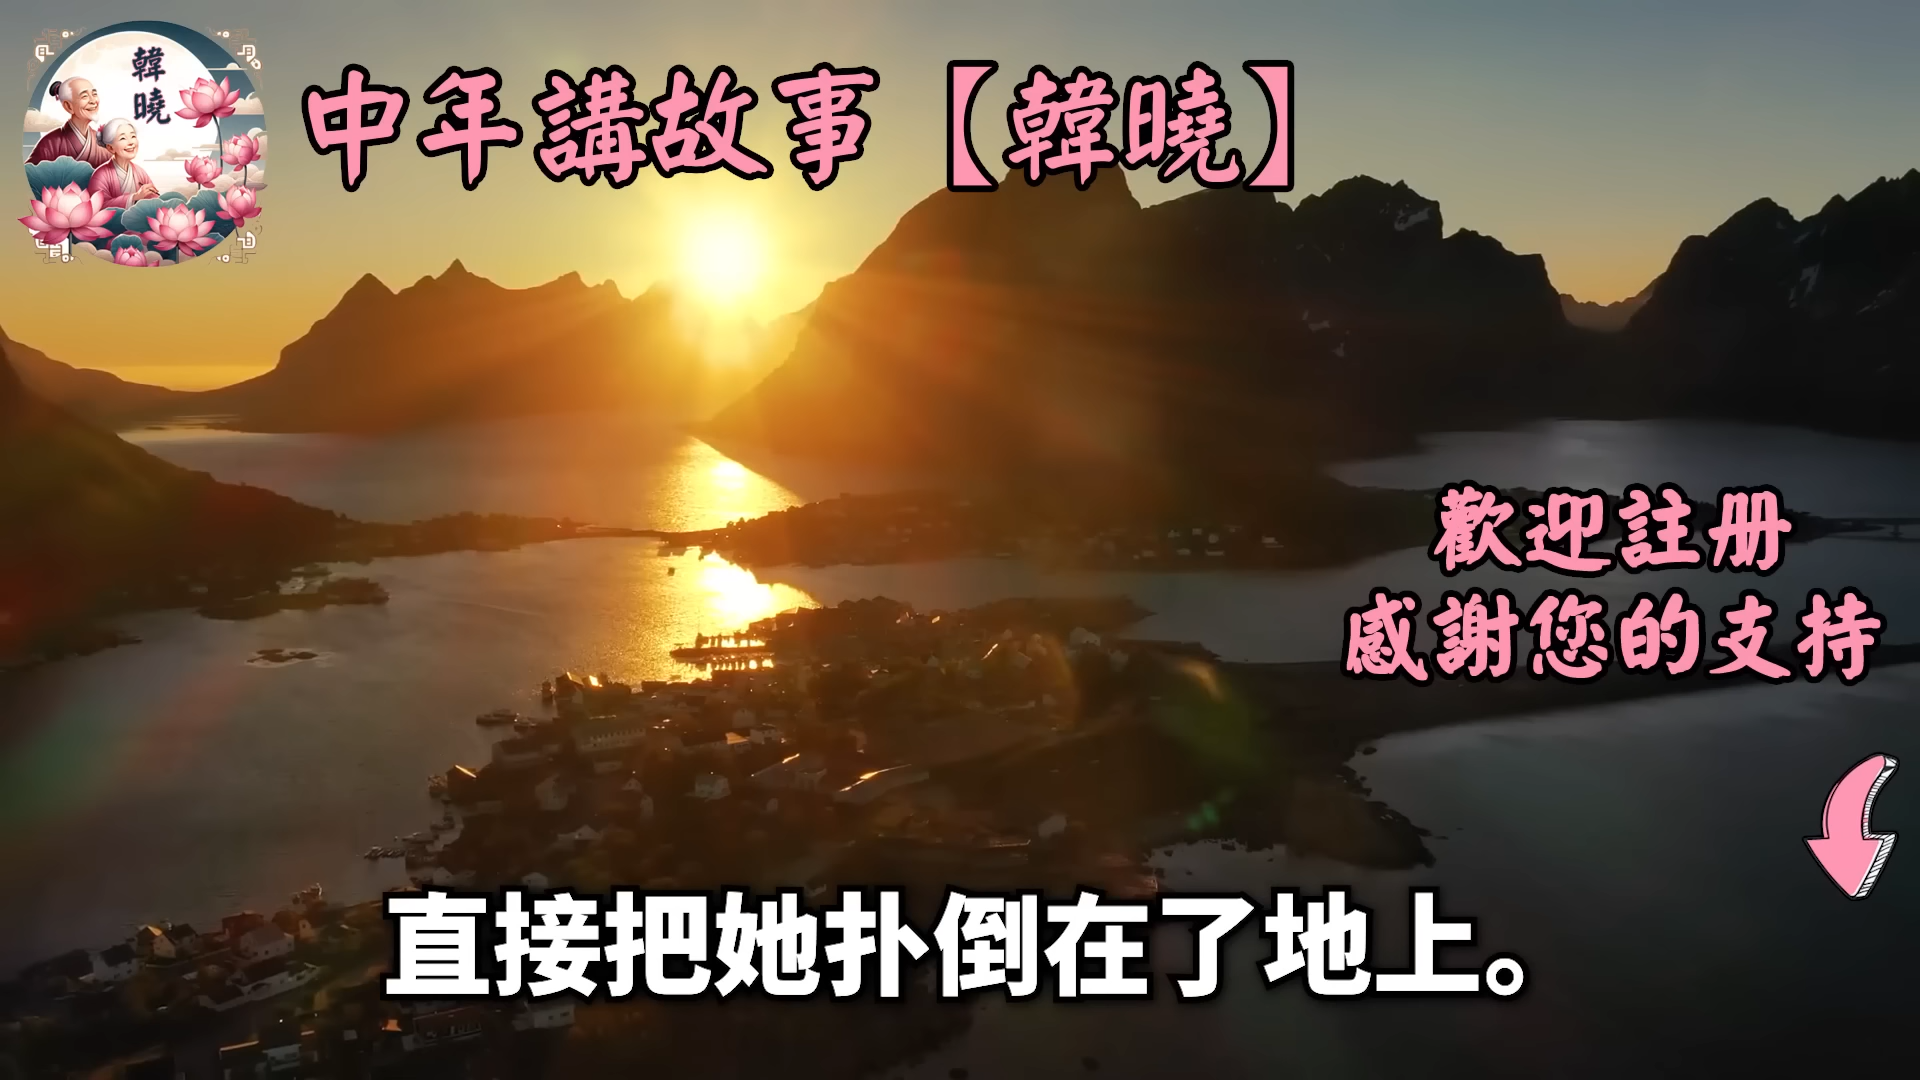 韓
曉
中年講故事【韓曉】
歡迎註册
感謝您的支持
直接把她扑倒在了地上。